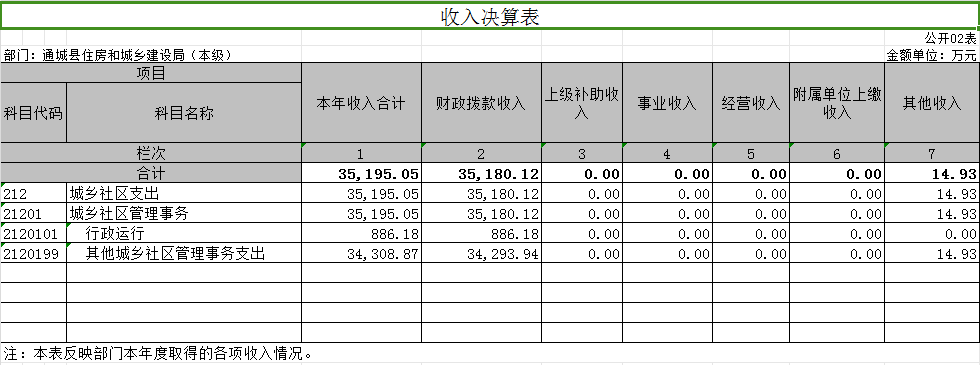 收入决算表
公开02表
部门：通城县住房和城乡建设局（本级） 金额单位：万元
项目
科目代码 科目名称 本年收入合计 财政拨款收入 上级补助收入 事业收入 经营收入 附属单位上缴收入 其他收入
栏次 1 2 3 4 5 6 7
合计 35,195.05 35,180.12 0.00 0.00 0.00 0.00 14.93
212 城乡社区支出 35,195.05 35,180.12 0.00 0.00 0.00 0.00 14.93
21201 城乡社区管理事务 35,195.05 35,180.12 0.00 0.00 0.00 0.00 14.93
2120101 行政运行 886.18 886.18 0.00 0.00 0.00 0.00 0.00
2120199 其他城乡社区管理事务支出 34,308.87 34,293.94 0.00 0.00 0.00 0.00 14.93
注：本表反映部门本年度取得的各项收入情况。